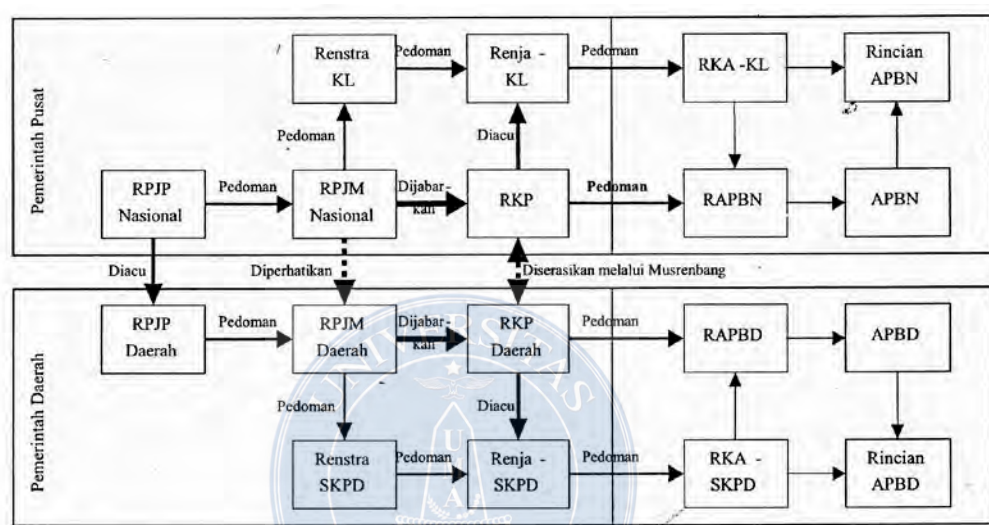 Pemerintah Pusat
Renstra
KL
Pedoman
Renja -
KL
Pedoman
RKA -KL
Rincian
APBN
Pedoman
Diacu
RPJP
Nasional
Pedoman
RPJM
Nasional
Dijabar-
kan
RKP
Pedoman
RAPBN
APBN
Diacu
Diperhatikan
Diserasikan melalui Musrenbang
Pemerintah Daerah
RPJP
Daerah
Pedoman
RPJM
Daerah
Dijabar-
kan
RKP
Daerah
Pedoman
RAPBD
APBD
Pedoman
Diacu
Renstra
SKPD
Pedoman
Renja -
SKPD
Pedoman
RKA -
SKPD
Rincian
APBD
UNIVERSITAS
U
A